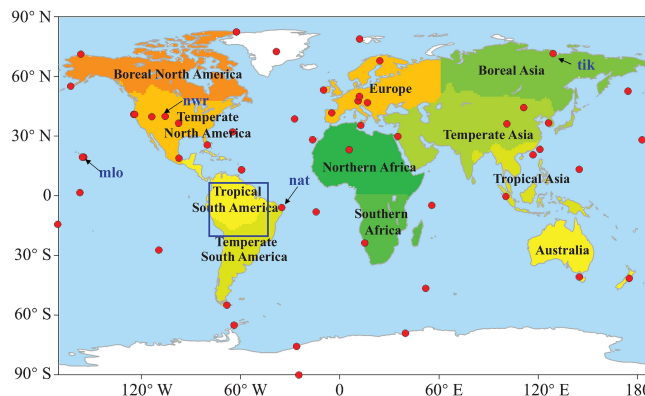 90° N
60° N
30° N
0
30° S
60° S
90° S
Boreal North America
nwr
Temperate
North America
mlo
Tropical
South America
nat
Temperate
South America
Europe
Northern Africa
Southern
Africa
Boreal Asia
tik
Temperate Asia
Tropical Asia
Australia
120° W
60° W
0
60° E
120° E
18